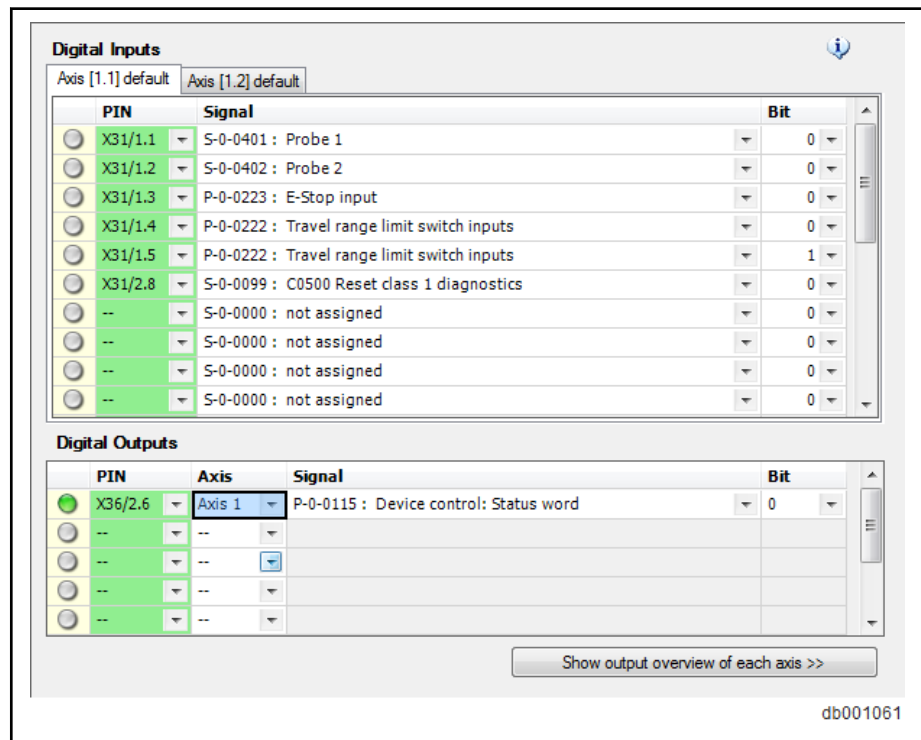 Digital Inputs
Axis [1.1] default Axis [1.2] default
PIN Signal Bit
X31/1.1 S-0-0401 : Probe 1 0
X31/1.2 S-0-0402 : Probe 2 0
X31/1.3 P-0-0223 : E-Stop input 0
X31/1.4 P-0-0222 : Travel range limit switch inputs 0
X31/1.5 P-0-0222 : Travel range limit switch inputs 1
X31/2.8 S-0-0099 : C0500 Reset class 1 diagnostics 0
-- S-0-0000 : not assigned 0
-- S-0-0000 : not assigned 0
-- S-0-0000 : not assigned 0
-- S-0-0000 : not assigned 0
Digital Outputs
PIN Axis Signal Bit
X36/2.6 Axis 1 P-0-0115 : Device control: Status word 0
-- --
-- --
-- --
-- --
Show output overview of each axis >>
db001061